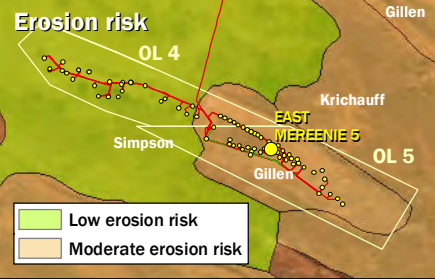 Erosion risk
Gillen
OL 4
Krichauff
EAST
MEREENIE 5
Simpson
OL 5
Gillen
Low erosion risk
Moderate erosion risk